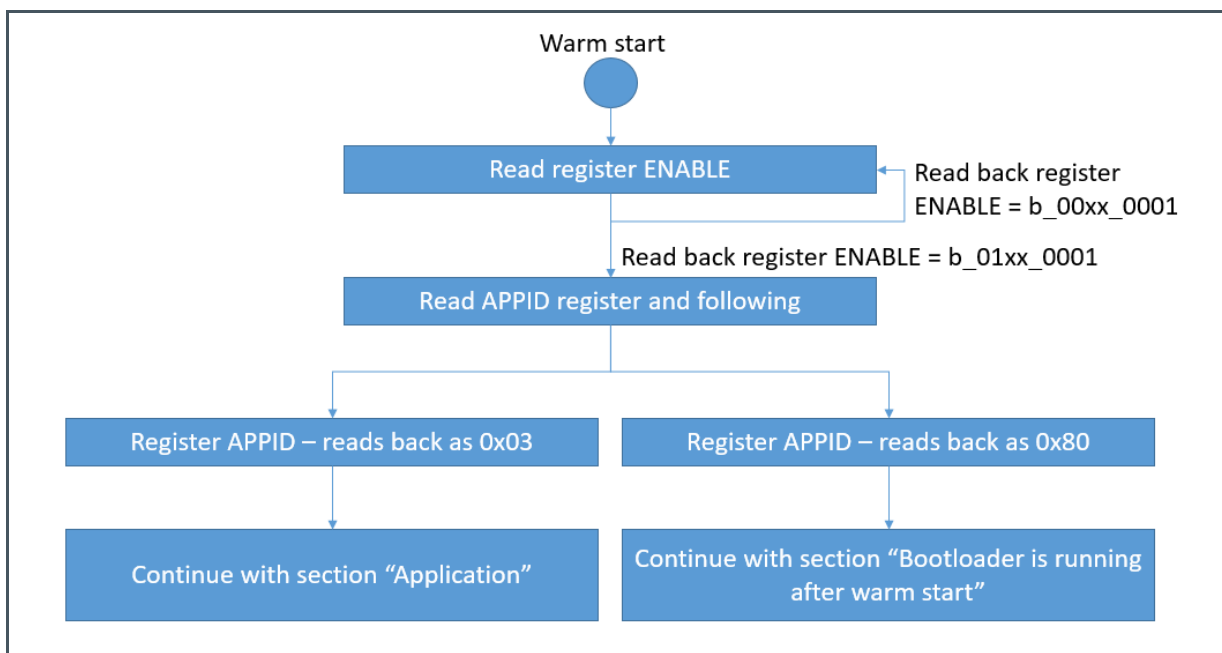 Warm start
Read register ENABLE
Read back register
ENABLE = b_00xx_0001
Read back register ENABLE = b_01xx_0001
Read APPID register and following
Register APPID – reads back as 0x03
Register APPID – reads back as 0x80
Continue with section “Application”
Continue with section “Bootloader is running
after warm start”